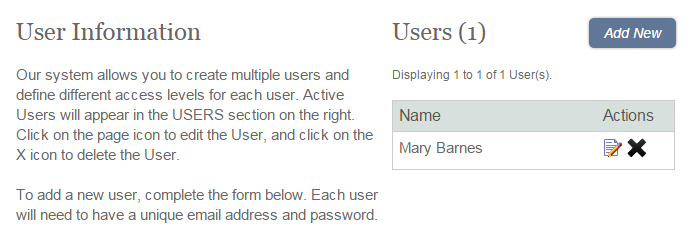 User Information
Our system allows you to create multiple users and
define different access levels for each user. Active
Users will appear in the USERS section on the right.
Click on the page icon to edit the User, and click on the
X icon to delete the User.
To add a new user, complete the form below. Each user
will need to have a unique email address and password.
Users (1)
Add New
Displaying 1 to 1 of 1 User(s).
Name Actions
Mary Barnes